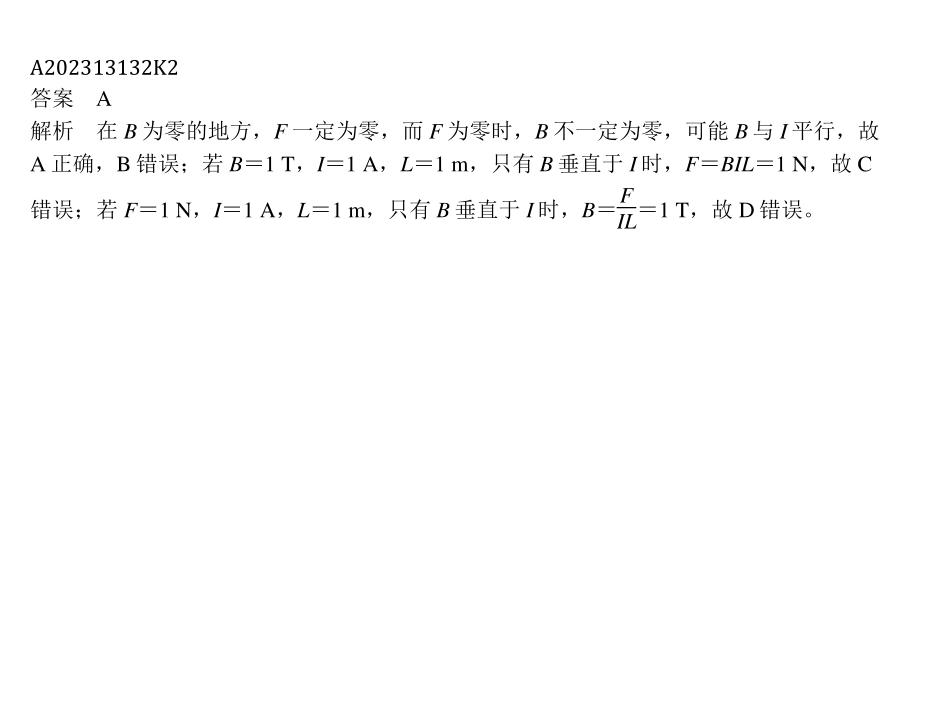 A202313132K2
答案 A
解析 在 B 为零的地方，F 一定为零，而 F 为零时，B 不一定为零，可能 B 与 I 平行，故
A 正确，B 错误；若 B＝1 T，I＝1 A，L＝1 m，只有 B 垂直于 I 时，F＝BIL＝1 N，故 C
错误；若 F＝1 N，I＝1 A，L＝1 m，只有 B 垂直于 I 时，B＝F/IL＝1 T，故 D 错误。